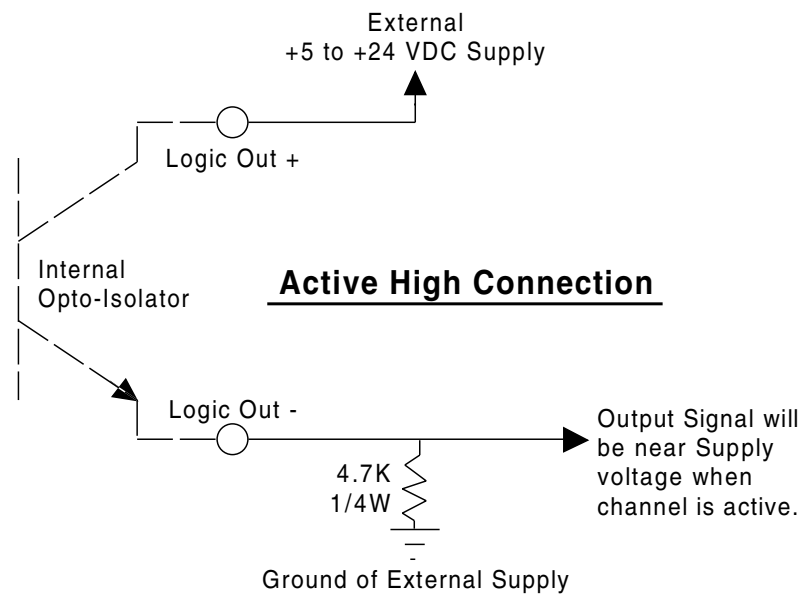 External
+5 to +24 VDC Supply
Logic Out +
Internal
Opto-Isolator
Active High Connection
Logic Out -
4.7K
1/4W
Output Signal will
be near Supply
voltage when
channel is active.
Ground of External Supply